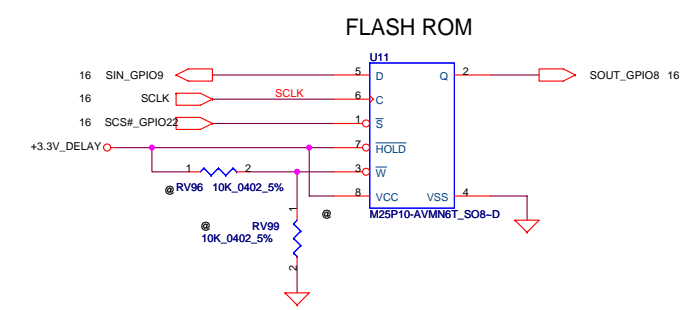 FLASH ROM
U11
16 SIN_GPIO9 5 D Q 2 SOUT_GPIO8 16
16 SCLK SCLK 6 C
16 SCS#_GPIO22 1 S
+3.3V_DELAY 7 HOLD
1 2 3 W
@ RV96 10K_0402_5% 8 VCC VSS 4
@ M25P10-AVMN6T_SO8~D
1
@ RV99
10K_0402_5%
2